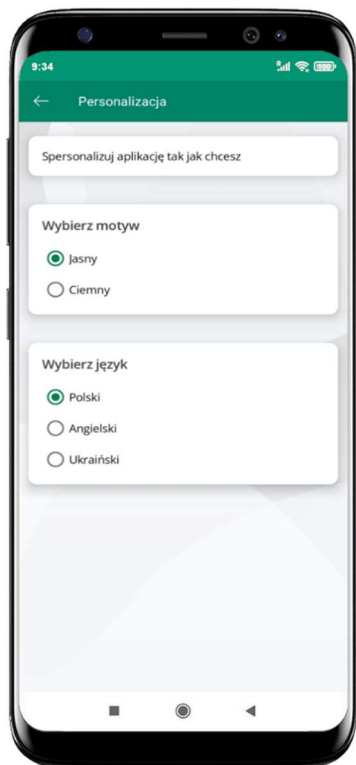 9:34
Personalizacja
Spersonalizuj aplikację tak jak chcesz
Wybierz motyw
Jasny
Ciemny
Wybierz język
Polski
Angielski
Ukraiński